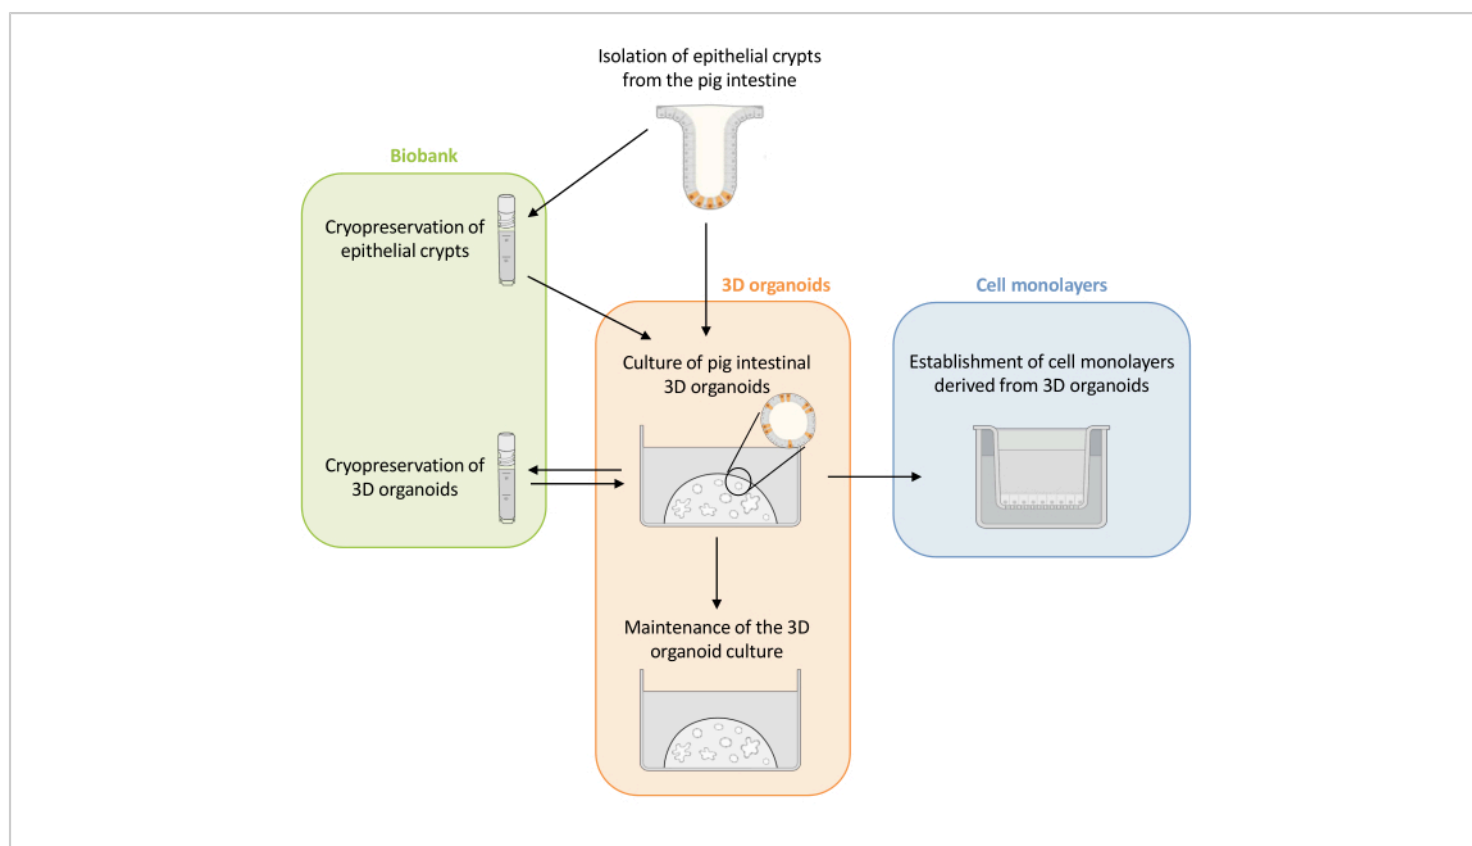 Isolation of epithelial crypts
from the pig intestine
Biobank
Cryopreservation of
epithelial crypts
Cryopreservation of
3D organoids
3D organoids
Culture of pig intestinal
3D organoids
Maintenance of the 3D
organoid culture
Cell monolayers
Establishment of cell monolayers
derived from 3D organoids